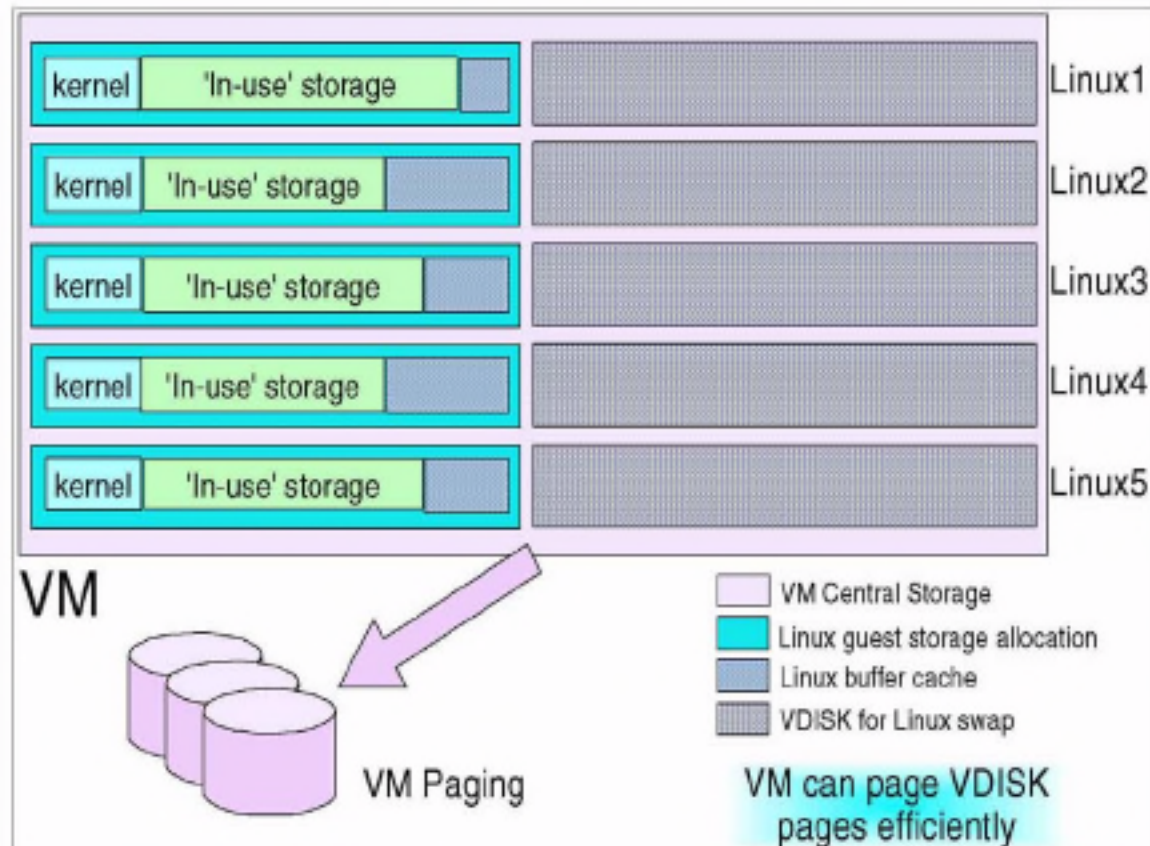 kernel 'In-use' storage Linux1
kernel 'In-use' storage Linux2
kernel 'In-use' storage Linux3
kernel 'In-use' storage Linux4
kernel 'In-use' storage Linux5
VM
VM Paging
VM Central Storage
Linux guest storage allocation
Linux buffer cache
VDISK for Linux swap
VM can page VDISK
pages efficiently